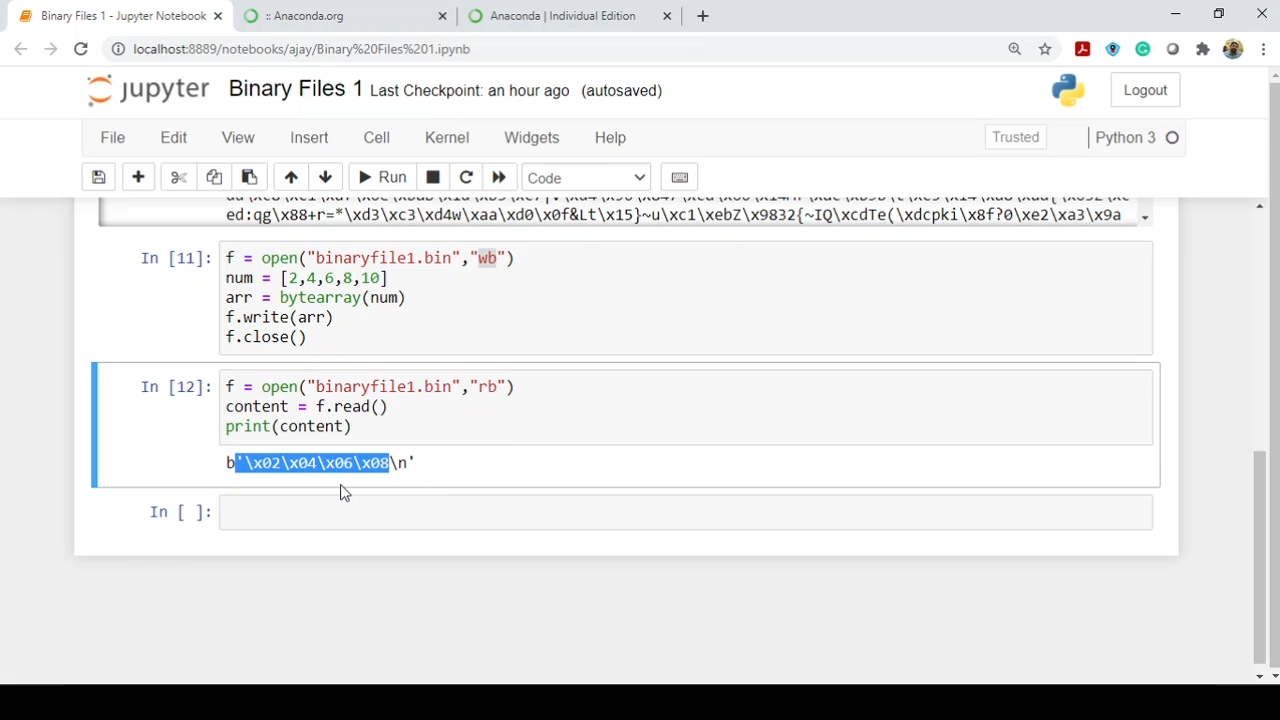 Binary Files 1 - Jupyter Notebook
:: Anaconda.org
Anaconda | Individual Edition
localhost:8889/notebooks/ajay/Binary%20Files%201.ipynb
jupyter Binary Files 1 Last Checkpoint: an hour ago (autosaved)
Logout
File Edit View Insert Cell Kernel Widgets Help
Trusted
Python 3
Run
Code
ed:qg\x88+r=*\xd3\xc3\xd4w\xaa\xd0\x0f&Lt\x15}~u\xc1\xebZ\x9832{~IQ\xcdTe(\xdcpki\x8f?0\xe2\xa3\x9a
In [11]: f = open("binaryfile1.bin","wb")
num = [2,4,6,8,10]
arr = bytearray(num)
f.write(arr)
f.close()
In [12]: f = open("binaryfile1.bin","rb")
content = f.read()
print(content)
b'\x02\x04\x06\x08\n'
In [ ]: